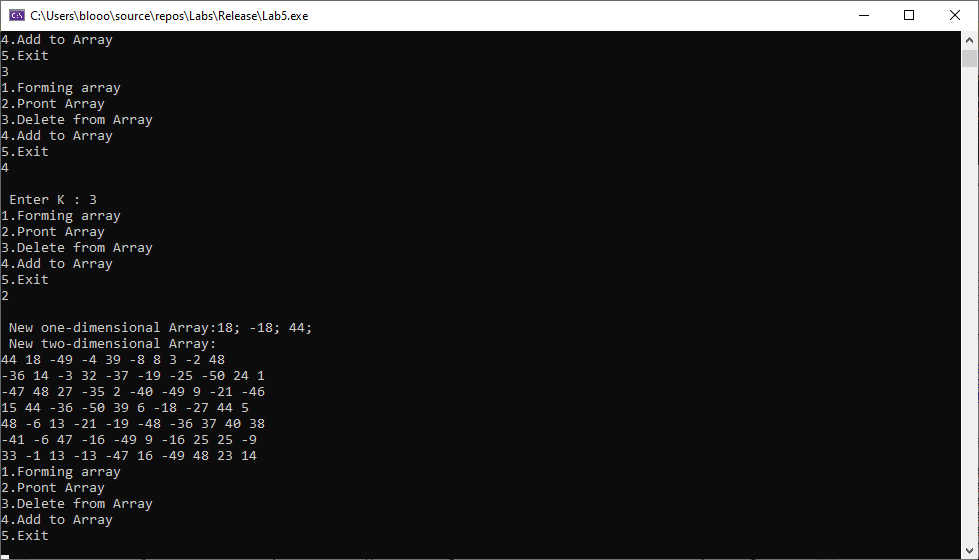 C:\Users\blooo\source\repos\Labs\Release\Lab5.exe
4.Add to Array
5.Exit
3
1.Forming array
2.Pront Array
3.Delete from Array
4.Add to Array
5.Exit
4
Enter K : 3
1.Forming array
2.Pront Array
3.Delete from Array
4.Add to Array
5.Exit
2
New one-dimensional Array:18; -18; 44;
New two-dimensional Array:
44 18 -49 -4 39 -8 8 3 -2 48
-36 14 -3 32 -37 -19 -25 -50 24 1
-47 48 27 -35 2 -40 -49 9 -21 -46
15 44 -36 -50 39 6 -18 -27 44 5
48 -6 13 -21 -19 -48 -36 37 40 38
-41 -6 47 -16 -49 9 -16 25 25 -9
33 -1 13 -13 -47 16 -49 48 23 14
1.Forming array
2.Pront Array
3.Delete from Array
4.Add to Array
5.Exit